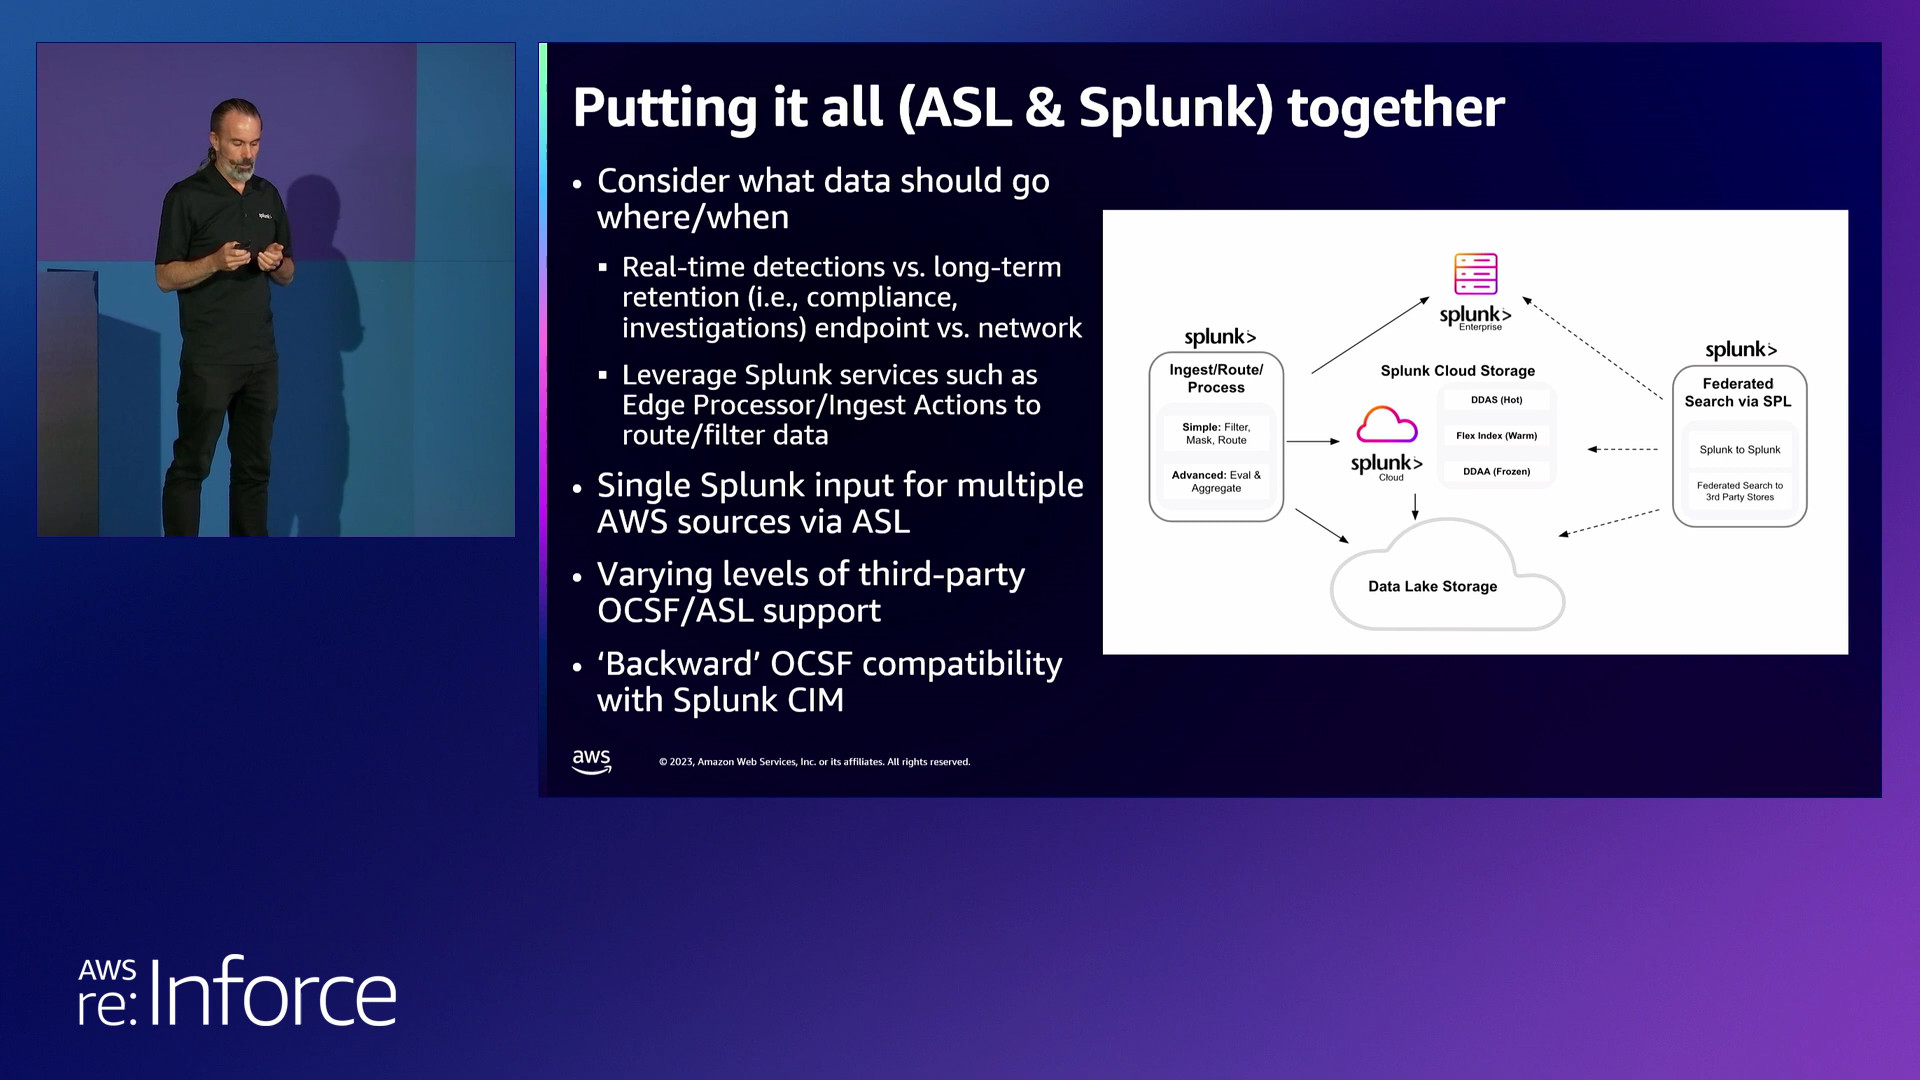 Putting it all (ASL & Splunk) together
• Consider what data should go
where/when
▪ Real-time detections vs. long-term
retention (i.e., compliance,
investigations) endpoint vs. network
▪ Leverage Splunk services such as
Edge Processor/Ingest Actions to
route/filter data
• Single Splunk input for multiple
AWS sources via ASL
• Varying levels of third-party
OCSF/ASL support
• ‘Backward’ OCSF compatibility
with Splunk CIM
splunk>
Ingest/Route/
Process
Simple: Filter,
Mask, Route
Advanced: Eval &
Aggregate
splunk>
Enterprise
Splunk Cloud Storage
splunk>
Cloud
DDAS (Hot)
Flex Index (Warm)
DDAA (Frozen)
Data Lake Storage
splunk>
Federated
Search via SPL
Splunk to Splunk
Federated Search to
3rd Party Stores
aws
© 2023, Amazon Web Services, Inc. or its affiliates. All rights reserved.
splunk>
AWS
re:Inforce